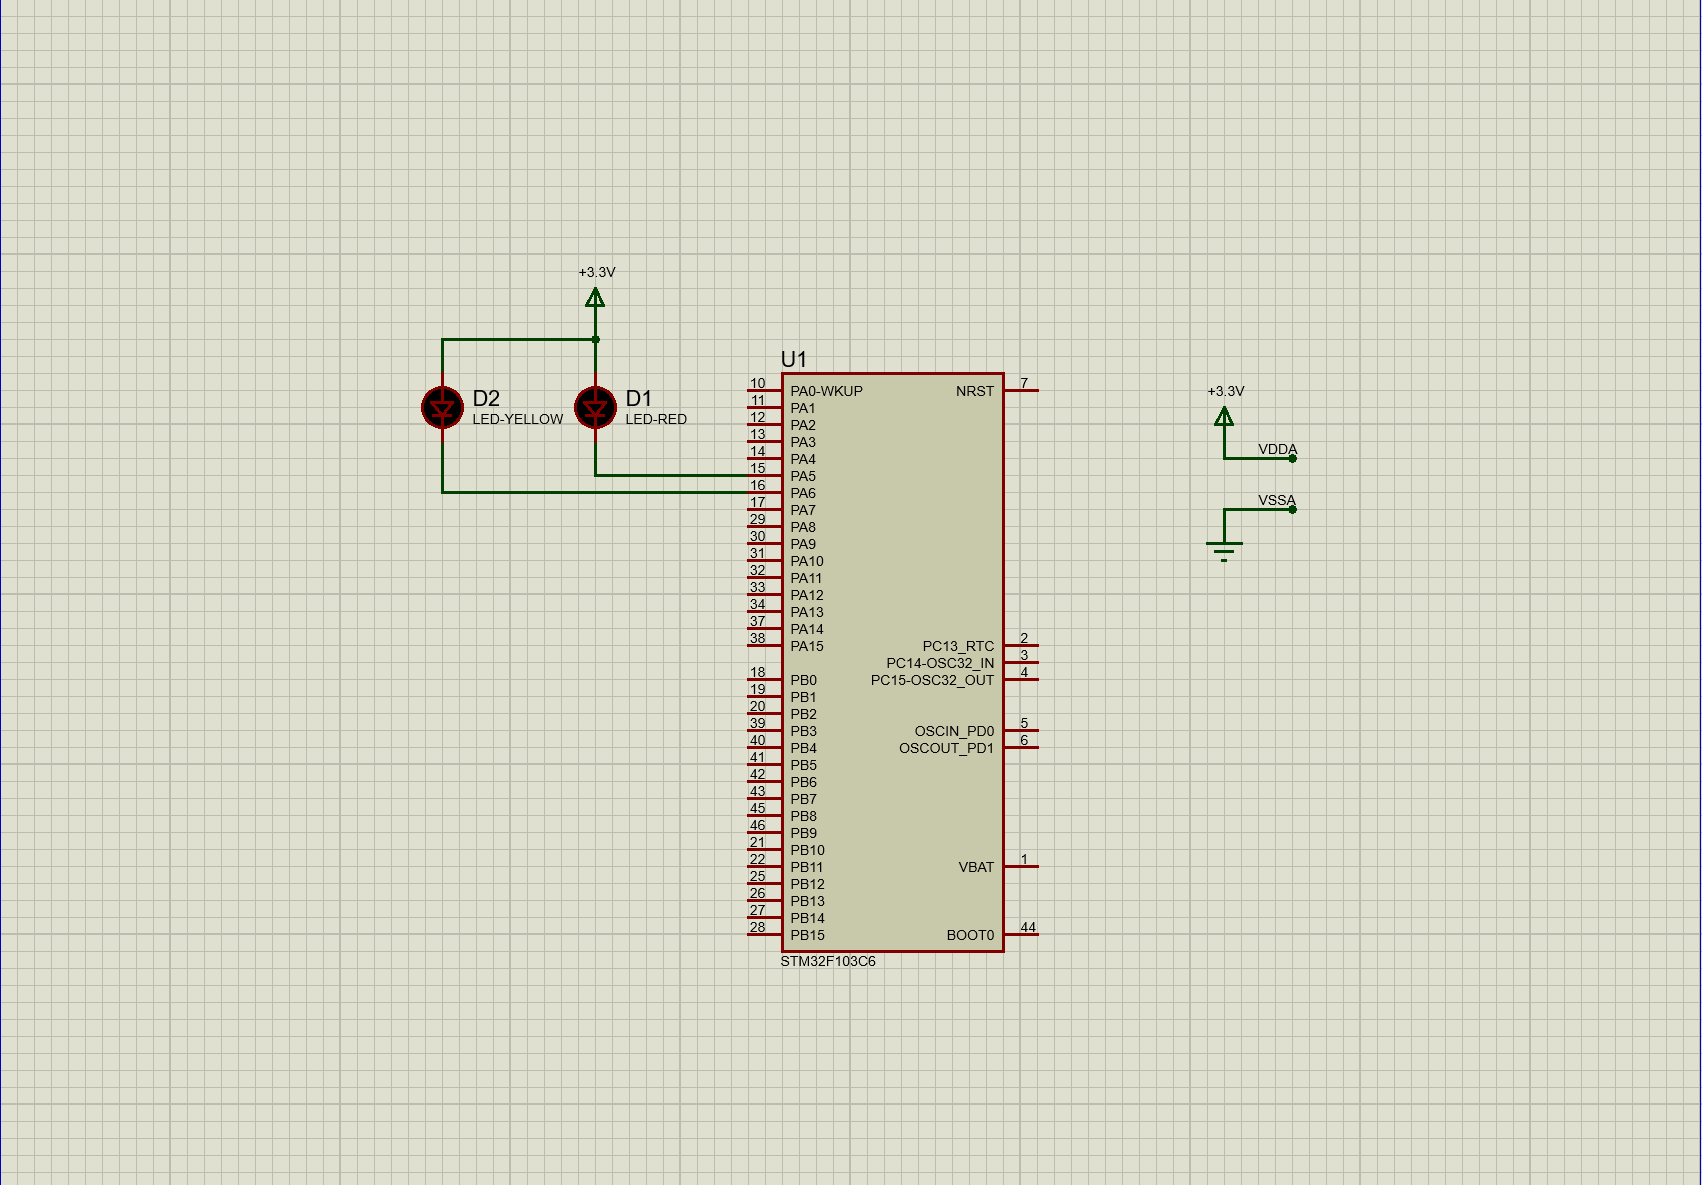 +3.3V
D2
LED-YELLOW
D1
LED-RED
U1
10 PA0-WKUP
11 PA1
12 PA2
13 PA3
14 PA4
15 PA5
16 PA6
17 PA7
29 PA8
30 PA9
31 PA10
32 PA11
33 PA12
34 PA13
37 PA14
38 PA15
18 PB0
19 PB1
20 PB2
39 PB3
40 PB4
41 PB5
42 PB6
43 PB7
45 PB8
46 PB9
21 PB10
22 PB11
25 PB12
26 PB13
27 PB14
28 PB15
NRST 7
PC13_RTC 2
PC14-OSC32_IN 3
PC15-OSC32_OUT 4
OSCIN_PD0 5
OSCOUT_PD1 6
VBAT 1
BOOT0 44
STM32F103C6
+3.3V
VDDA
VSSA